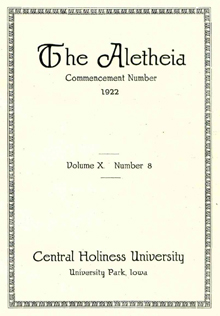 The Aletheia
Commencement Number
1922
Volume X. Number 8
Central Holiness University
University Park, Iowa